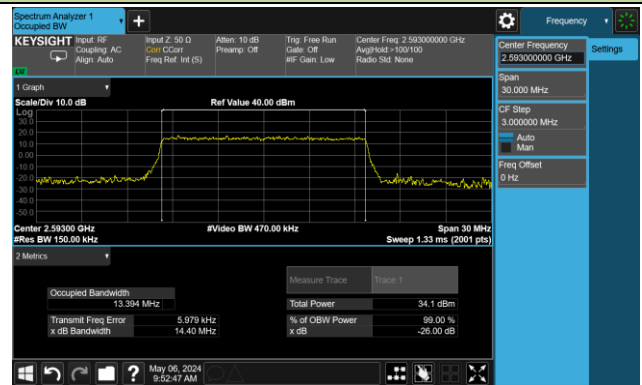 Spectrum Analyzer 1
Occupied BW
Frequency
KEYSIGHT
Input: RF
Coupling: AC
Align: Auto
Input Z: 50 Ω
Corr CCorr
Freq Ref: Int (S)
Atten: 10 dB
Preamp: Off
Trig: Free Run
Gate: Off
#IF Gain: Low
Center Freq: 2.593000000 GHz
Avg|Hold:>100/100
Radio Std: None
LV
Center Frequency
2.593000000 GHz
Settings
Span
30.000 MHz
CF Step
3.000000 MHz
Auto
Man
Freq Offset
0 Hz
1 Graph
Scale/Div 10.0 dB
Ref Value 40.00 dBm
Log
30.0
20.0
10.0
0.00
-10.0
-20.0
-30.0
-40.0
-50.0
Center 2.59300 GHz
#Video BW 470.00 kHz
Span 30 MHz
#Res BW 150.00 kHz
Sweep 1.33 ms (2001 pts)
2 Metrics
Measure Trace
Trace 1
Occupied Bandwidth
13.394 MHz
Total Power
34.1 dBm
Transmit Freq Error
5.979 kHz
% of OBW Power
99.00 %
x dB Bandwidth
14.40 MHz
x dB
-26.00 dB
?
May 06, 2024
9:52:47 AM